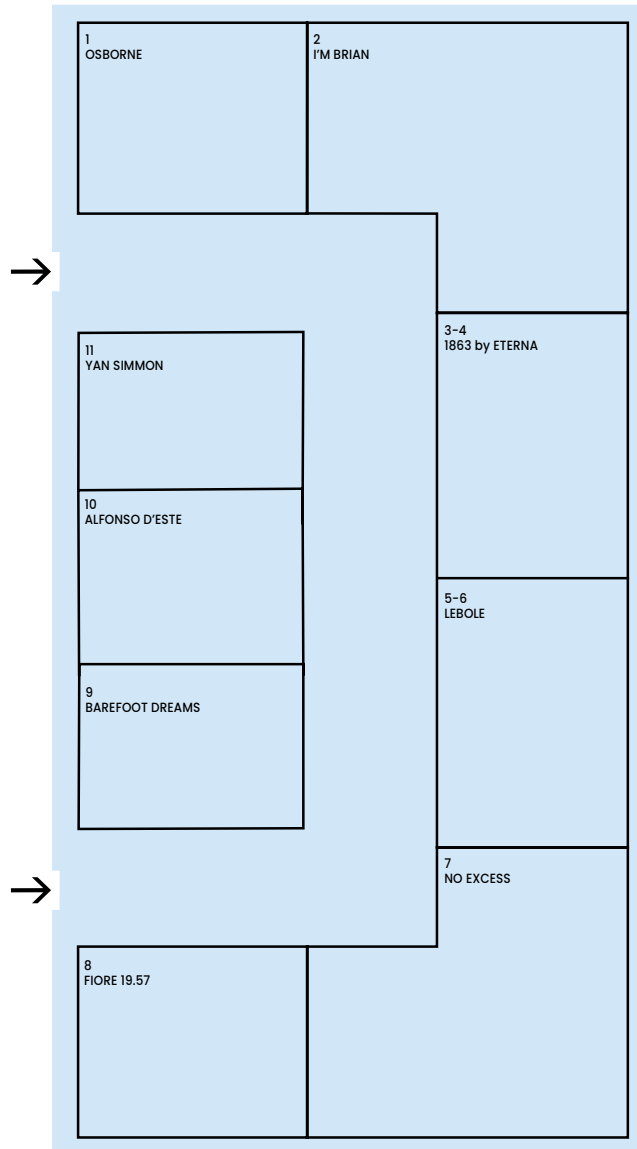 1
OSBORNE
2
I'M BRIAN
3-4
1863 by ETERNA
11
YAN SIMMON
10
ALFONSO D'ESTE
5-6
LEBOLE
9
BAREFOOT DREAMS
7
NO EXCESS
8
FIORE 19.57